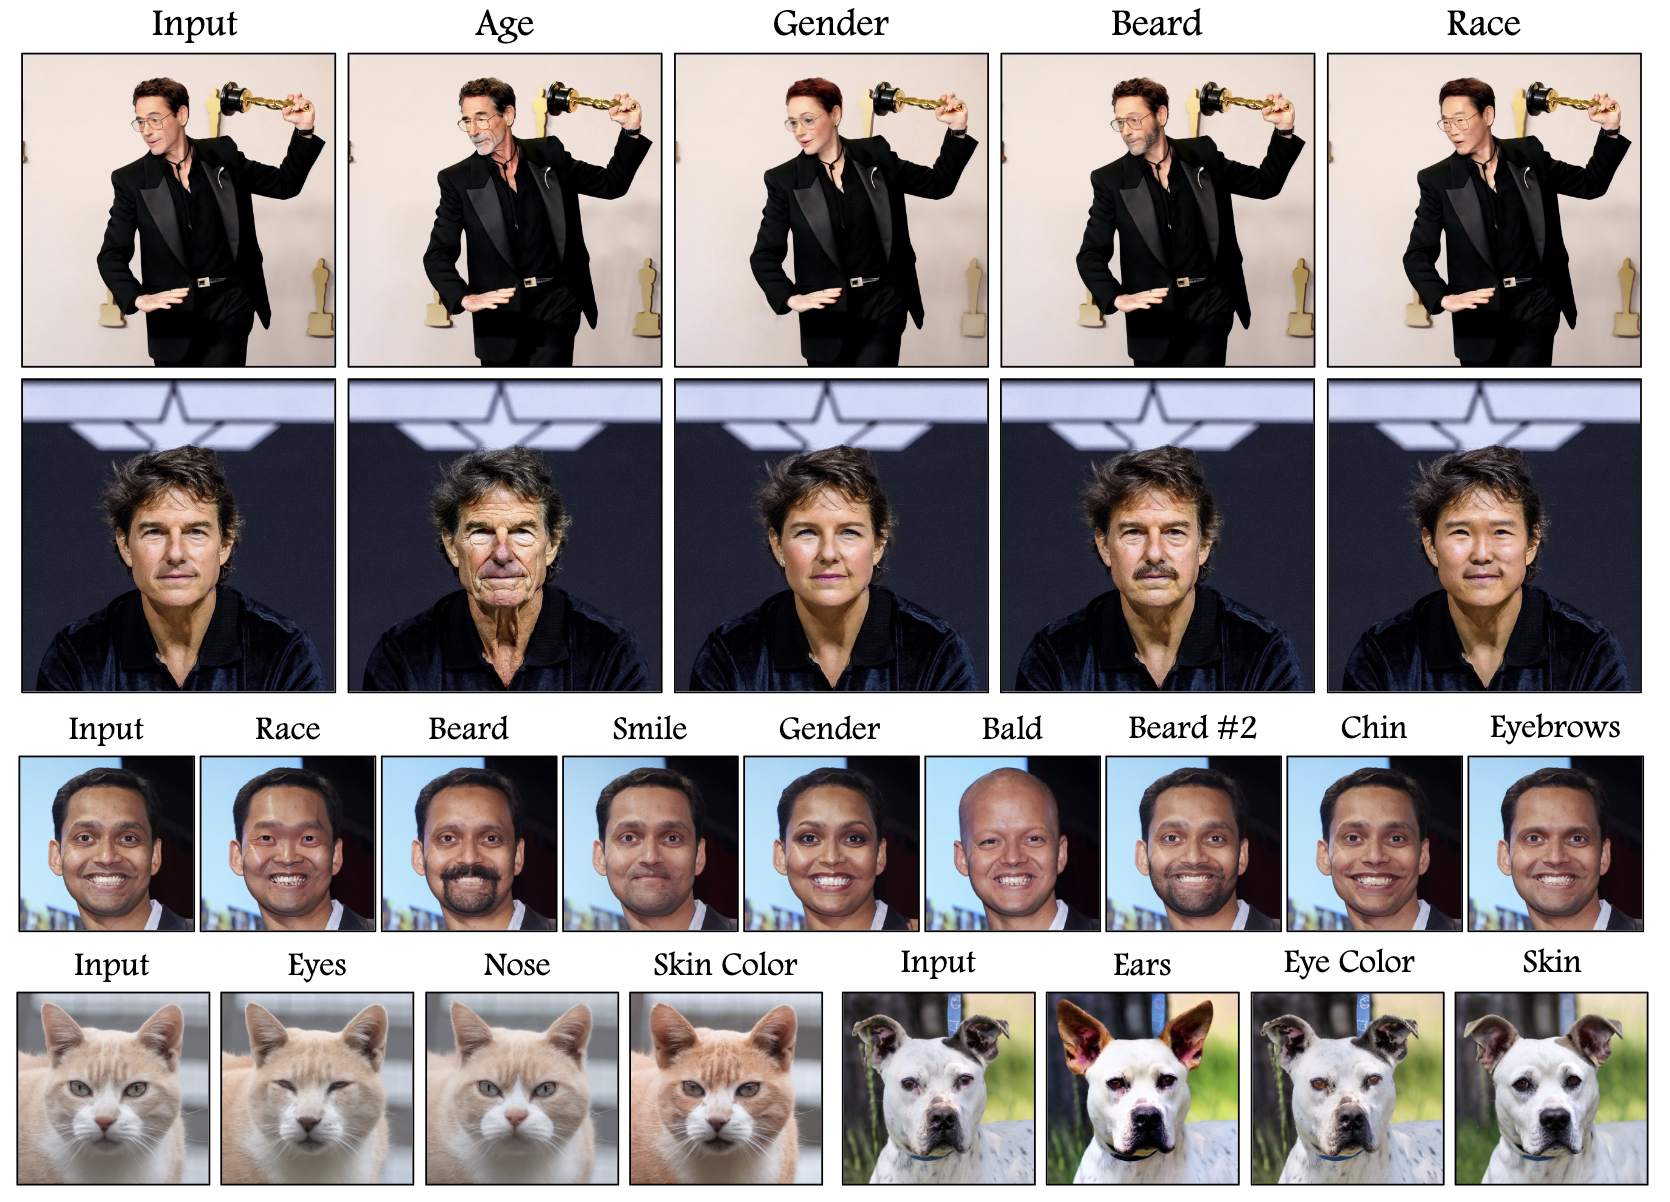 Input Age Gender Beard Race
Input Race Beard Smile Gender Bald Beard #2 Chin Eyebrows
Input Eyes Nose Skin Color Input Ears Eye Color Skin